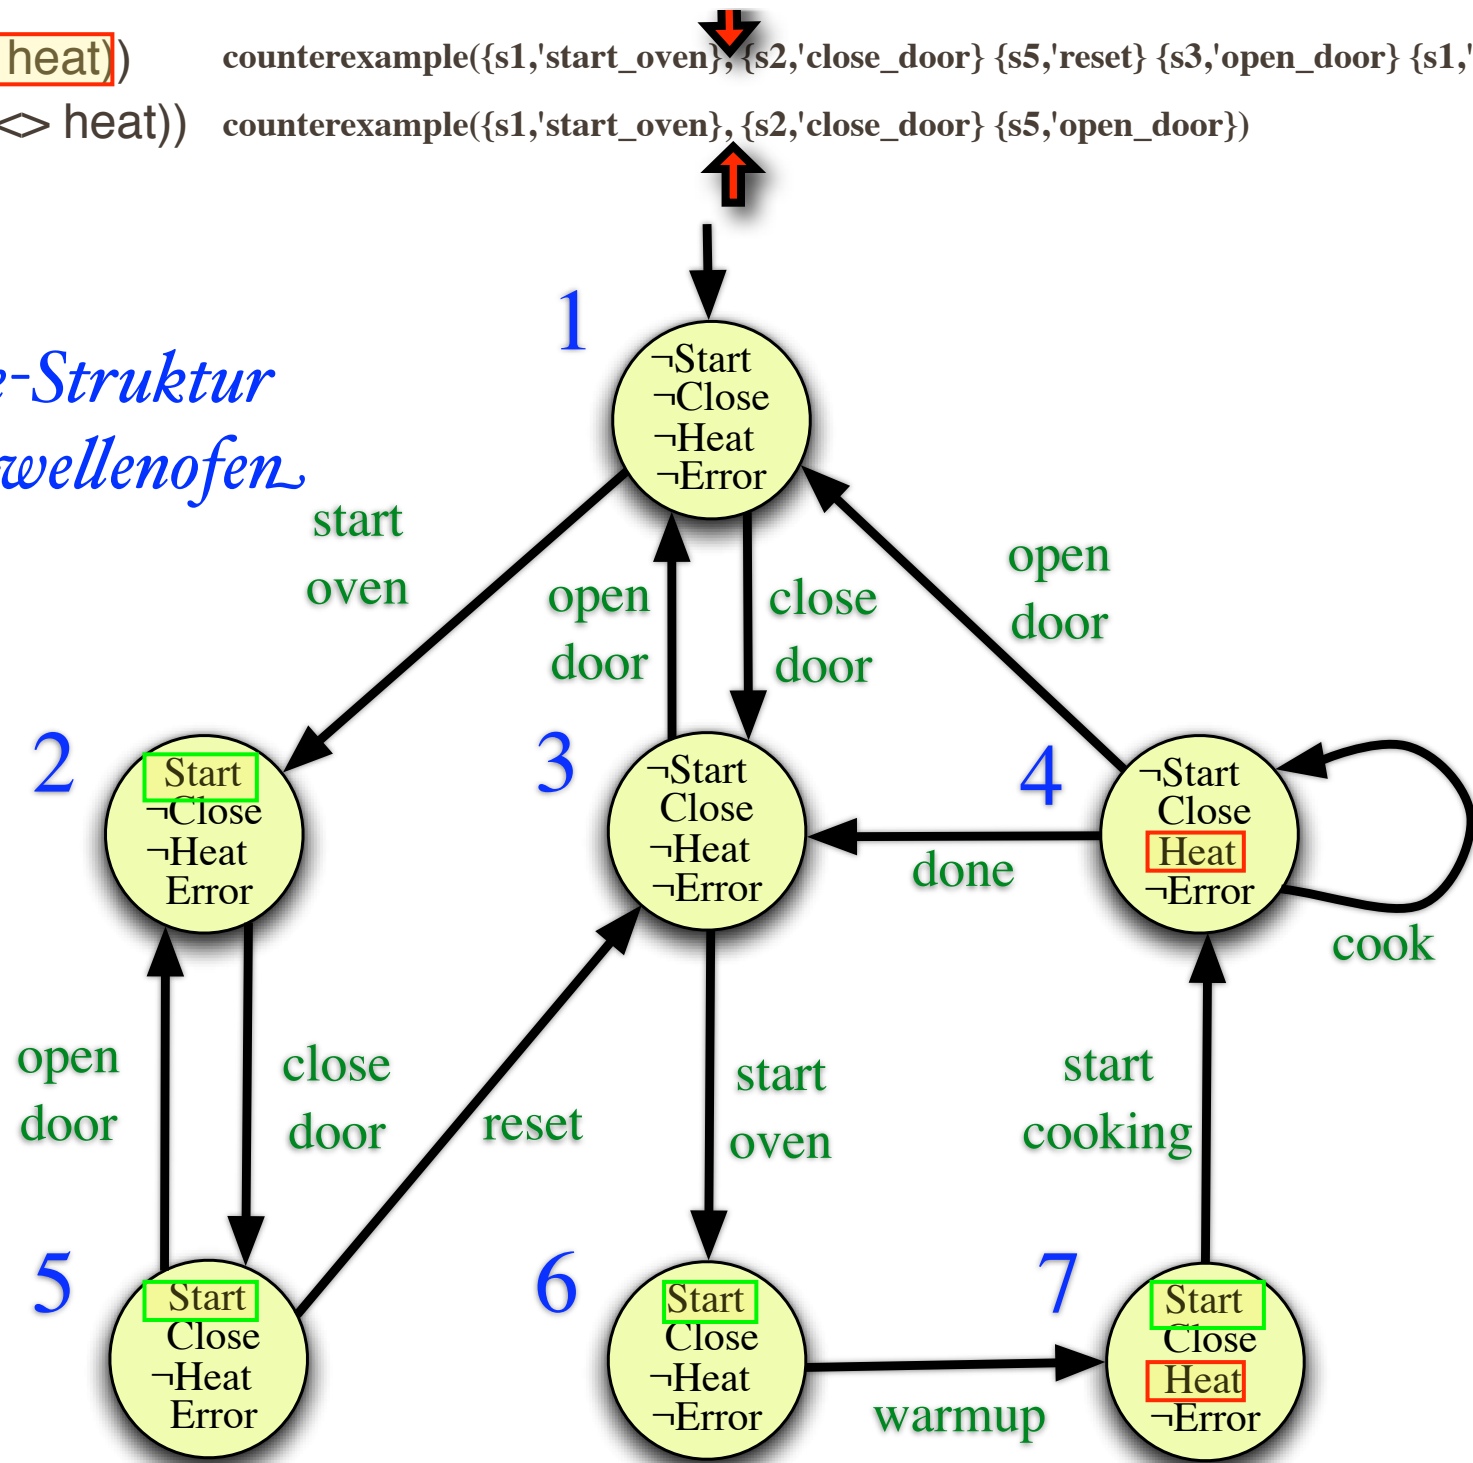 heat)) counterexample({s1,'start_oven}, {s2,'close_door} {s5,'reset} {s3,'open_door} {s1,'
<> heat)) counterexample({s1,'start_oven}, {s2,'close_door} {s5,'open_door})
1
¬Start
¬Close
¬Heat
¬Error
e-Struktur
wellenofen
start
oven
open
door
close
door
open
door
2
Start
¬Close
¬Heat
Error
3
¬Start
Close
¬Heat
¬Error
4
¬Start
Close
Heat
¬Error
done
cook
open
door
close
door
reset
start
oven
start
cooking
5
Start
Close
¬Heat
Error
6
Start
Close
¬Heat
¬Error
7
Start
Close
Heat
¬Error
warmup